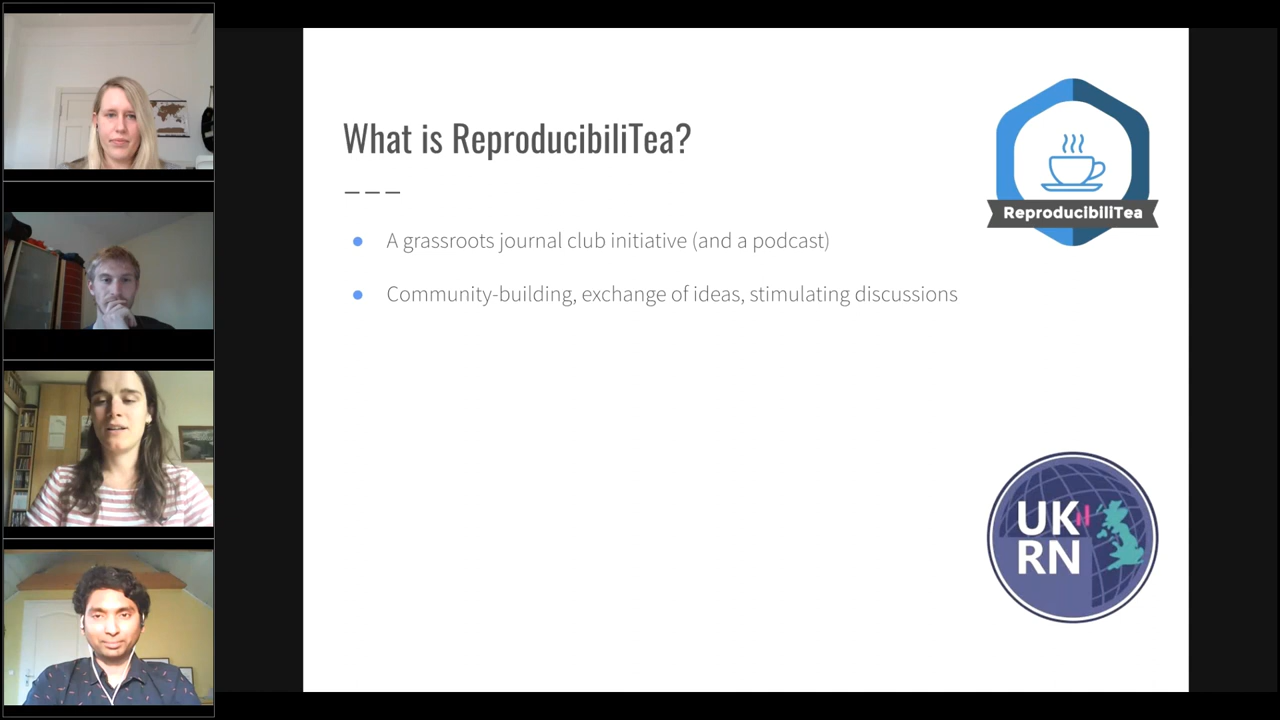 What is ReproducibiliTea?
ReproducibiliTea
A grassroots journal club initiative (and a podcast)
Community-building, exchange of ideas, stimulating discussions
UK
RN